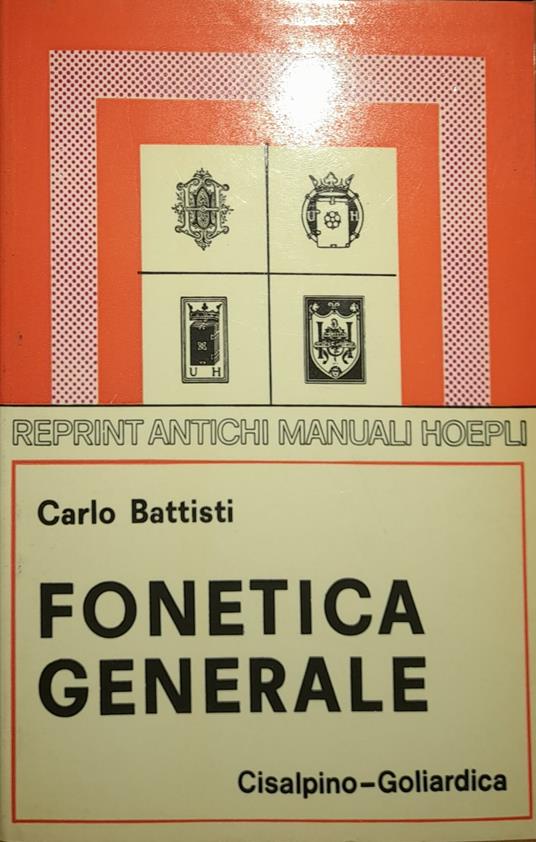 U H
U H
REPRINT ANTICHI MANUALI HOEPLI
Carlo Battisti
FONETICA
GENERALE
Cisalpino-Goliardica